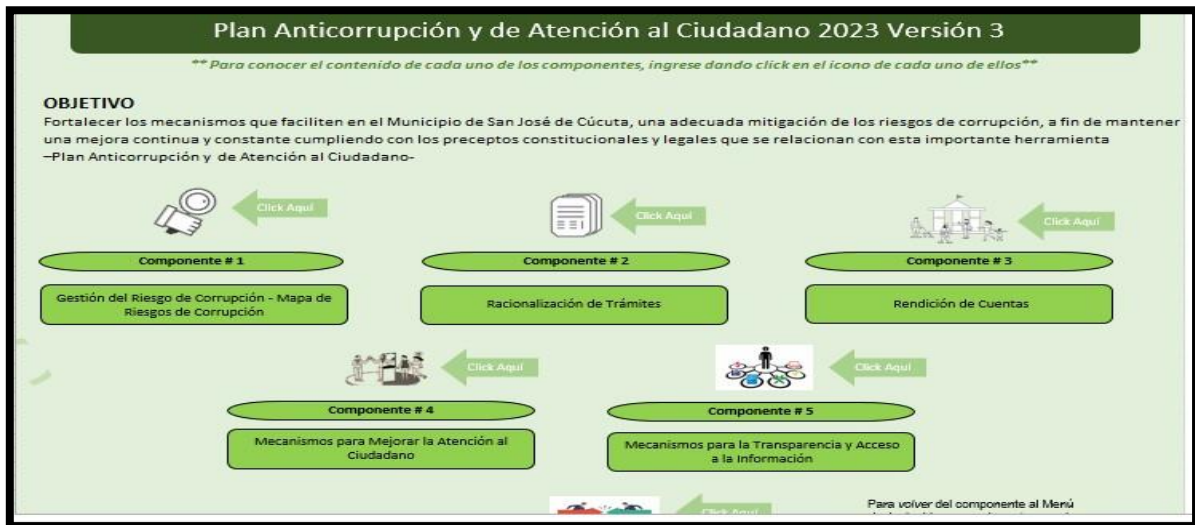 Plan Anticorrupción y de Atención al Ciudadano 2023 Versión 3
** Para conocer el contenido de cada uno de los componentes, ingrese dando click en el icono de cada uno de ellos**
OBJETIVO
Fortalecer los mecanismos que faciliten en el Municipio de San José de Cúcuta, una adecuada mitigación de los riesgos de corrupción, a fin de mantener
una mejora continua y constante cumpliendo con los preceptos constitucionales y legales que se relacionan con esta importante herramienta
–Plan Anticorrupción y de Atención al Ciudadano-
Click Aquí
Click Aquí
Click Aquí
Componente # 1
Componente # 2
Componente # 3
Gestión del Riesgo de Corrupción - Mapa de
Riesgos de Corrupción
Racionalización de Trámites
Rendición de Cuentas
Click Aquí
Click Aquí
Componente # 4
Componente # 5
Mecanismos para Mejorar la Atención al
Ciudadano
Mecanismos para la Transparencia y Acceso
a la Información
Click Aquí
Para volver del componente al Menú